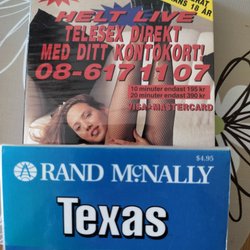 HELT LIVE
TELESEX DIREKT
MED DITT KONTOKORT!
08-617 1107
10 minuter endast 195 kr
20 minuter endast 390 kr
VISA+MASTERCARD
$4.95
RAND McNALLY
Texas